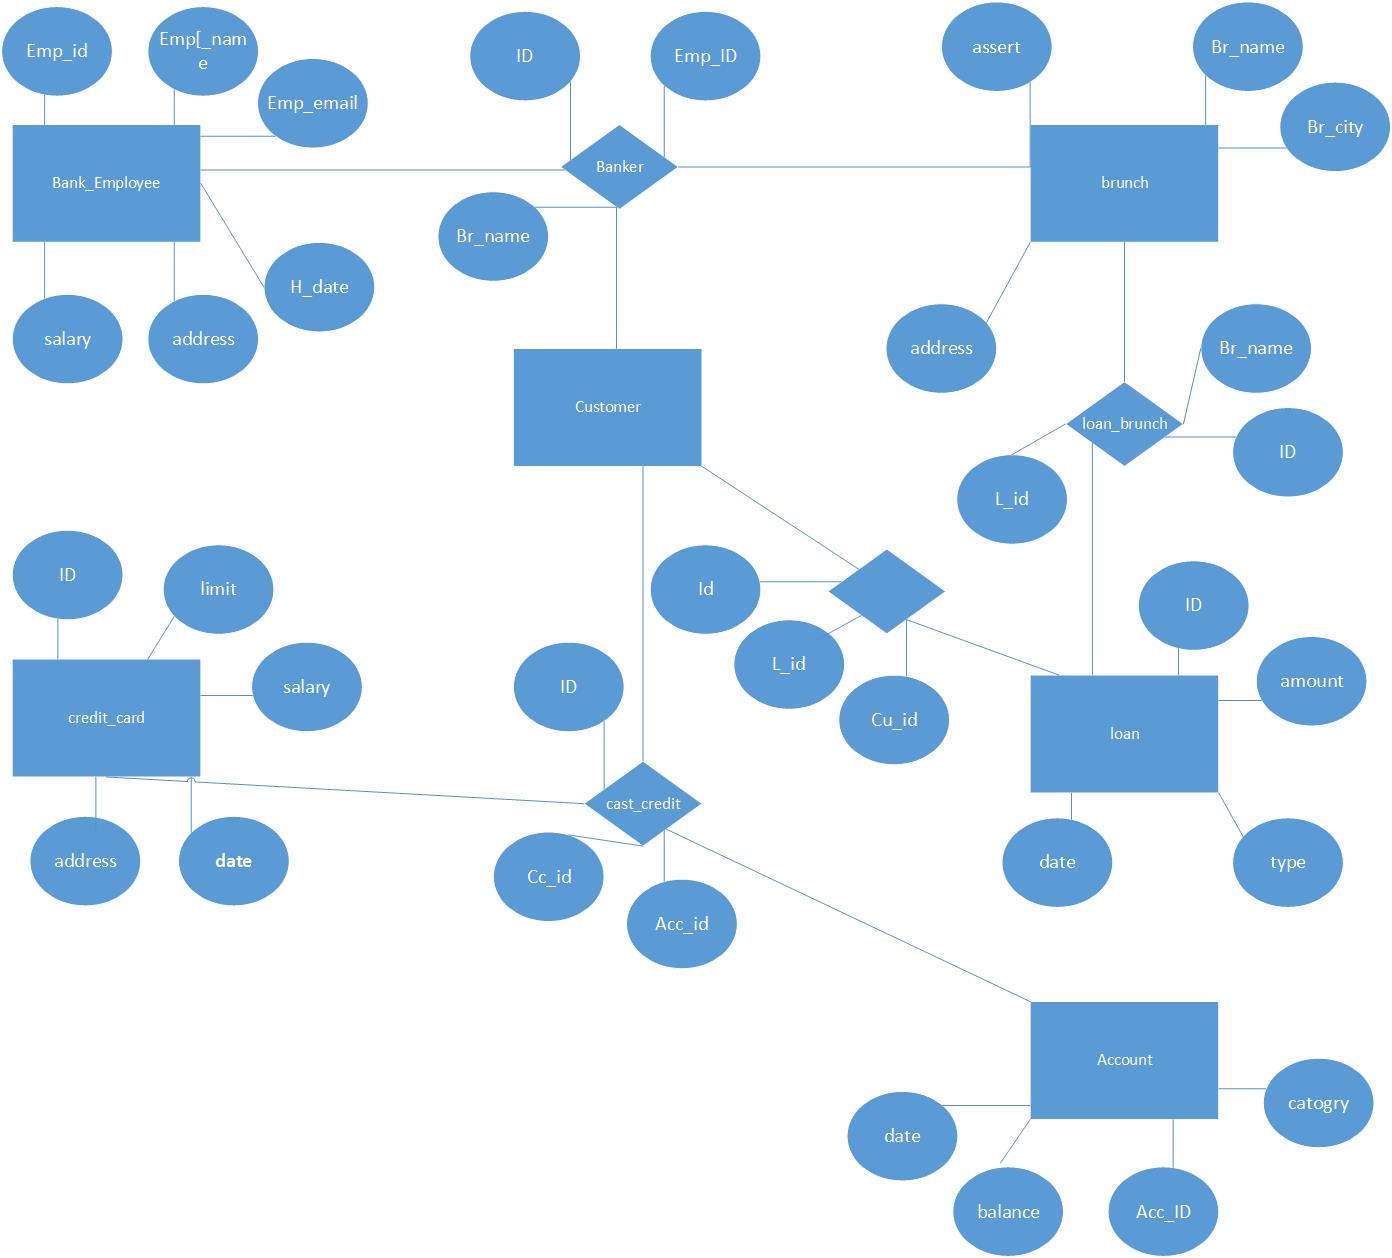 Emp_id
Emp[_nam
e
Emp_email
ID
Emp_ID
assert
Br_name
Br_city
Bank_Employee
Banker
brunch
Br_name
H_date
salary
address
address
Br_name
Customer
loan_brunch
ID
L_id
ID
limit
salary
Id
L_id
Cu_id
ID
amount
credit_card
ID
loan
cast_credit
address
date
Cc_id
Acc_id
date
type
Account
date
balance
Acc_ID
catogry